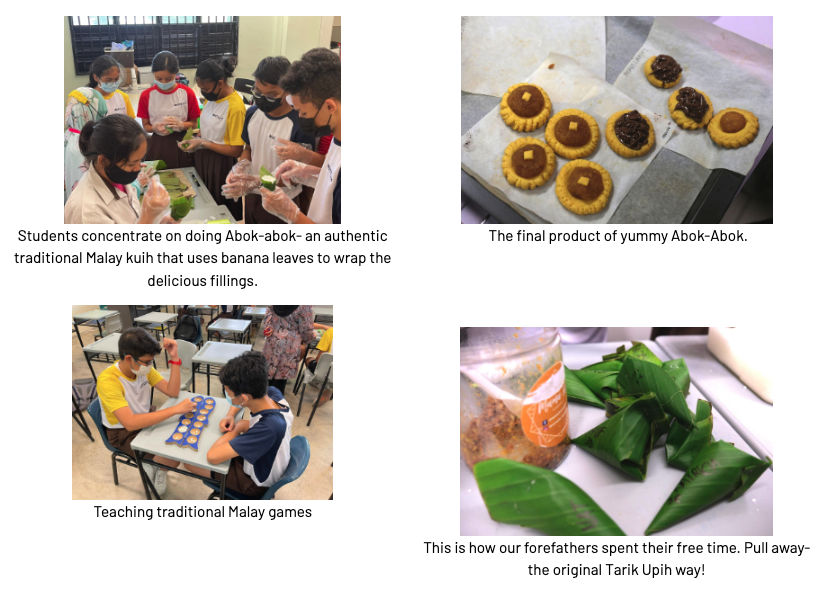 Students concentrate on doing Abok-abok- an authentic
traditional Malay kuih that uses banana leaves to wrap the
delicious fillings.
The final product of yummy Abok-Abok.
Teaching traditional Malay games
This is how our forefathers spent their free time. Pull away-
the original Tarik Upih way!